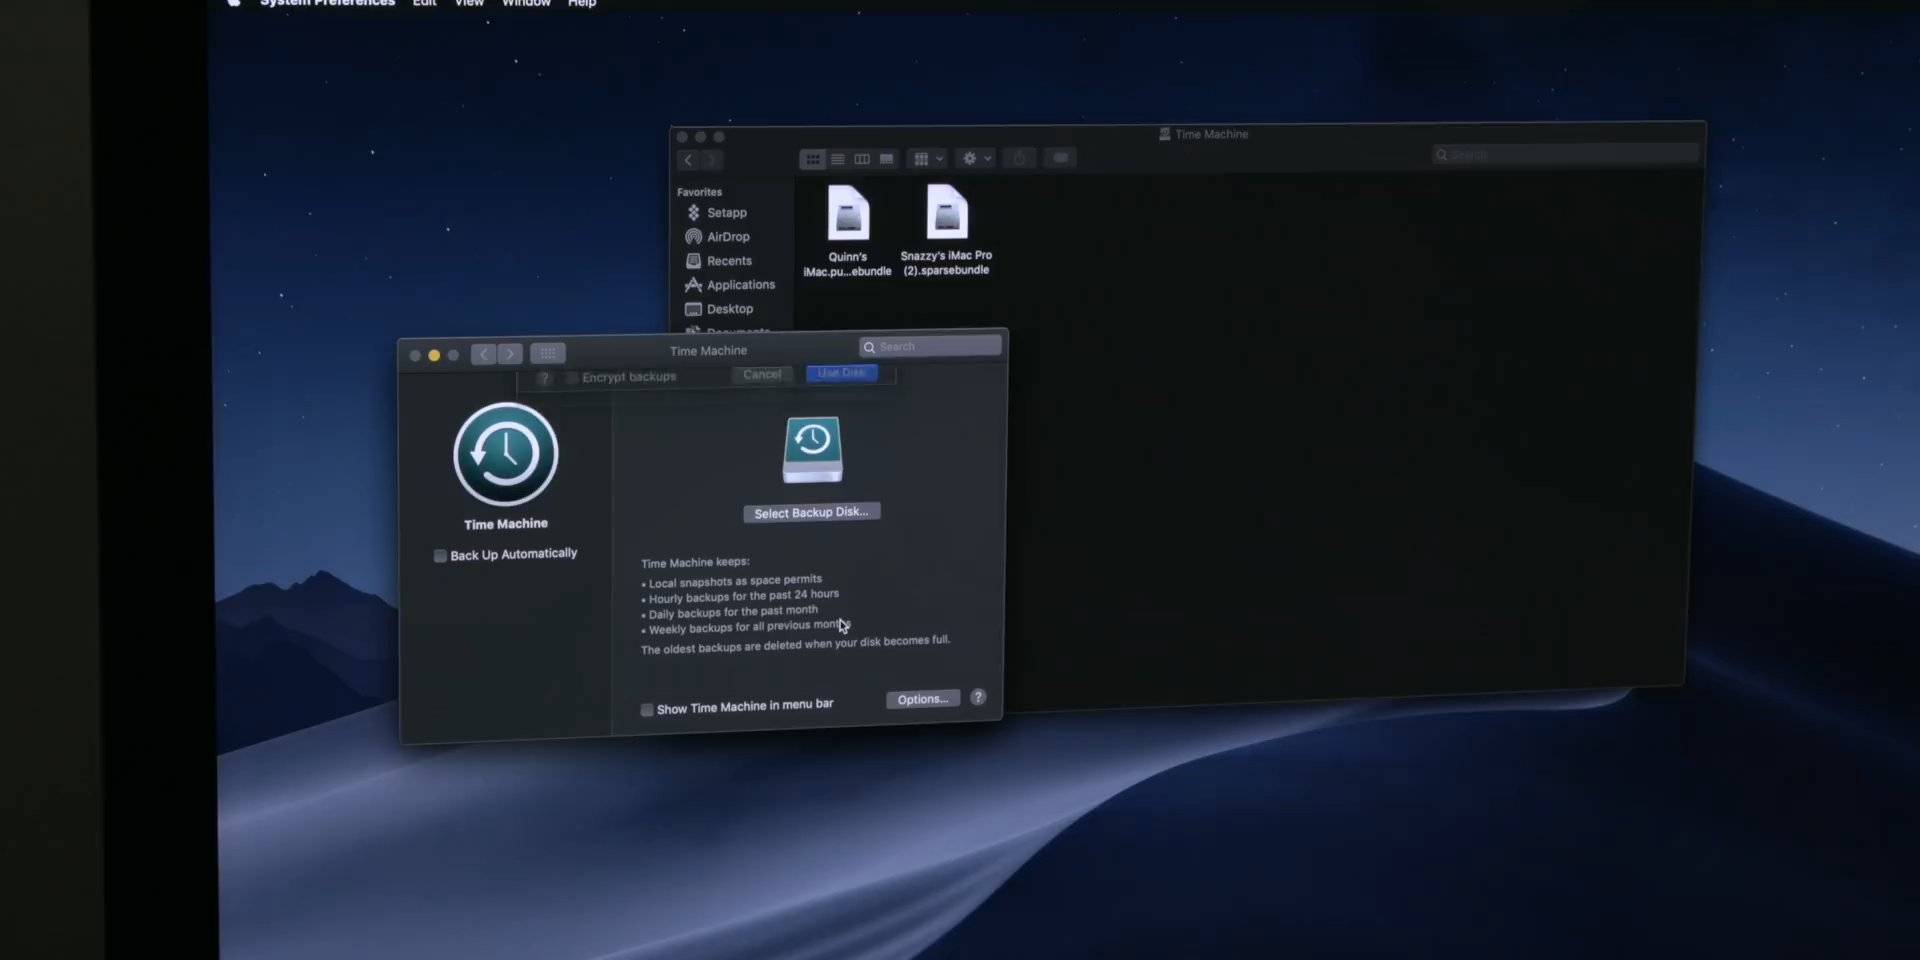 System Preferences Edit View Window Help
Time Machine
Search
Favorites
Setapp
AirDrop
Recents
Applications
Desktop
Documents
Quinn's
iMac.pu...ebundle
Snazzy's iMac Pro
(2).sparsebundle
Time Machine
Search
? Encrypt backups Cancel Use Disk
Time Machine
Back Up Automatically
Select Backup Disk...
Time Machine keeps:
• Local snapshots as space permits
• Hourly backups for the past 24 hours
• Daily backups for the past month
• Weekly backups for all previous months
The oldest backups are deleted when your disk becomes full.
Show Time Machine in menu bar
Options...
?